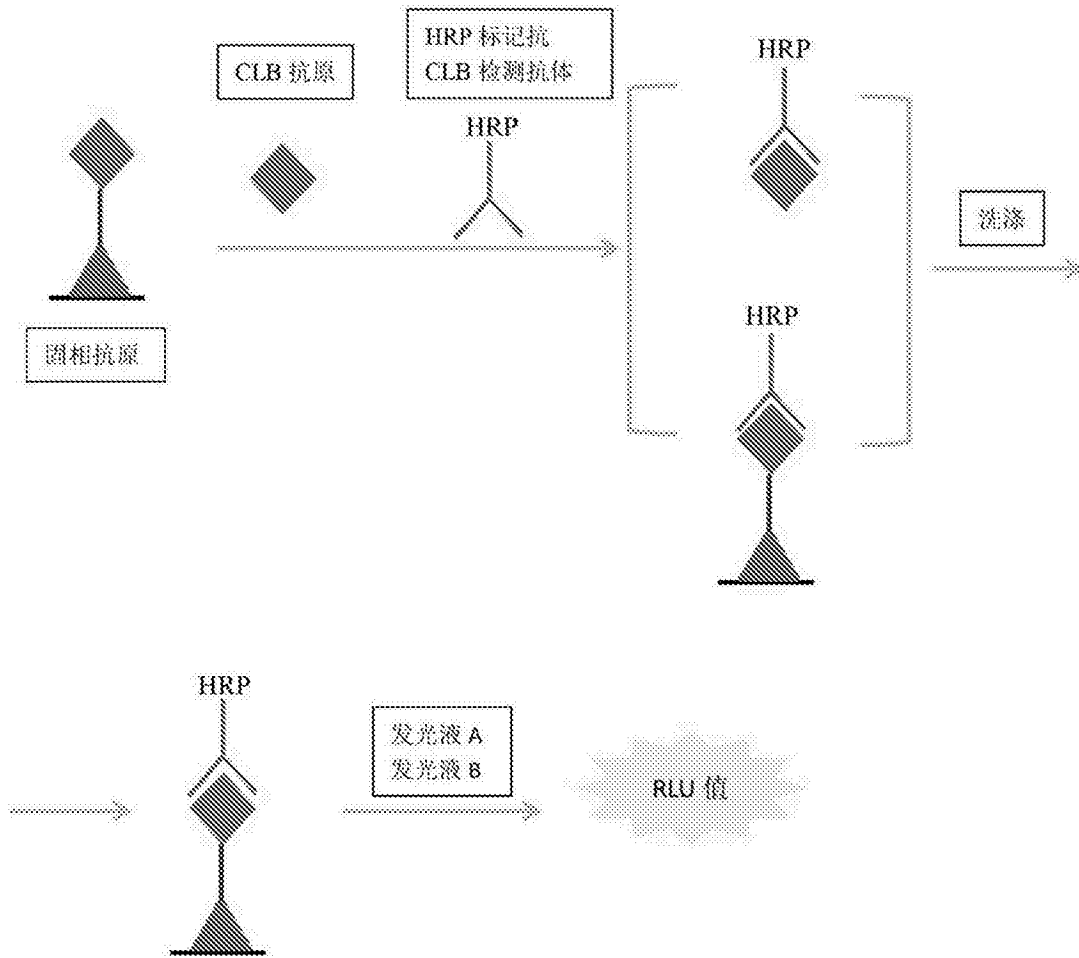 CLB 抗原
HRP 标记抗
CLB 检测抗体
HRP
固相抗原
HRP
HRP
洗涤
HRP
发光液 A
发光液 B
RLU 值